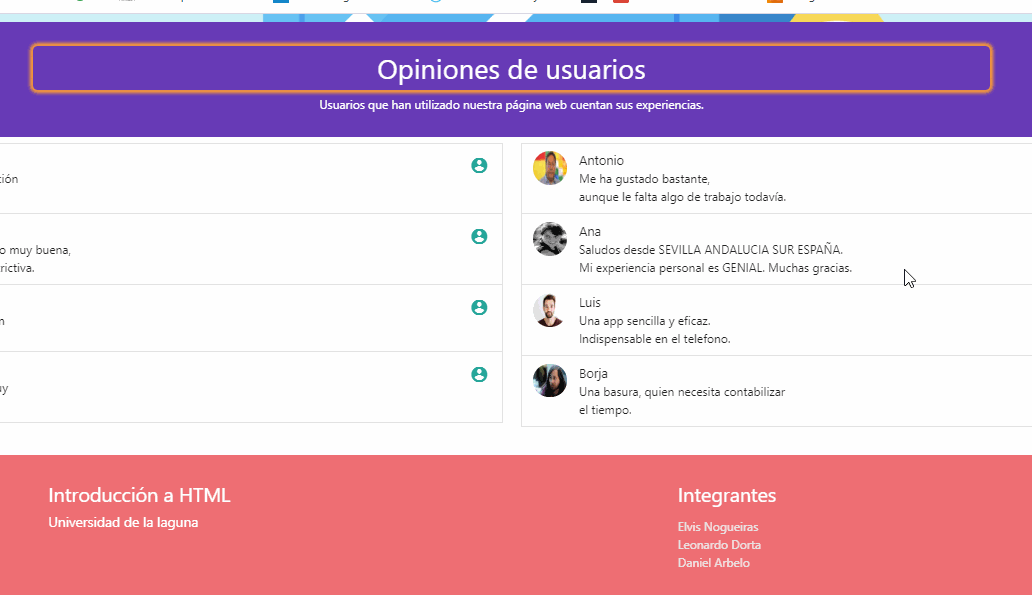 Opiniones de usuarios
Usuarios que han utilizado nuestra página web cuentan sus experiencias.
o muy buena,
Antonio
Me ha gustado bastante,
aunque le falta algo de trabajo todavía.
Ana
Saludos desde SEVILLA ANDALUCIA SUR ESPAÑA.
Mi experiencia personal es GENIAL. Muchas gracias.
Luis
Una app sencilla y eficaz.
Indispensable en el telefono.
Borja
Una basura, quien necesita contabilizar
el tiempo.
Introducción a HTML
Universidad de la laguna
Integrantes
Elvis Nogueiras
Leonardo Dorta
Daniel Arbelo